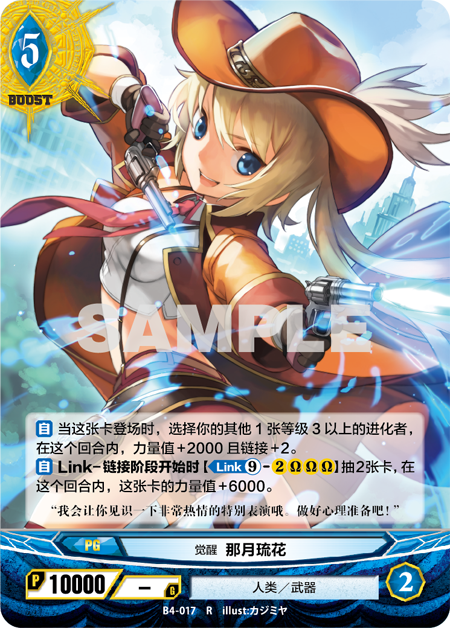 5
BOOST
SAMPLE
自 当这张卡登场时，选择你的其他1张等级3以上的进化者，
在这个回合内，力量值+2000 且链接+2。
自 Link-链接阶段开始时【Link 9 - 2 Ω Ω Ω】抽2张卡，在
这个回合内，这张卡的力量值+6000。
“我会让你见识一下非常热情的特别表演哦。做好心理准备吧！”
PG
觉醒 那月琉花
P 10000 － G
人类／武器
2
B4-017 R illust:カジミヤ